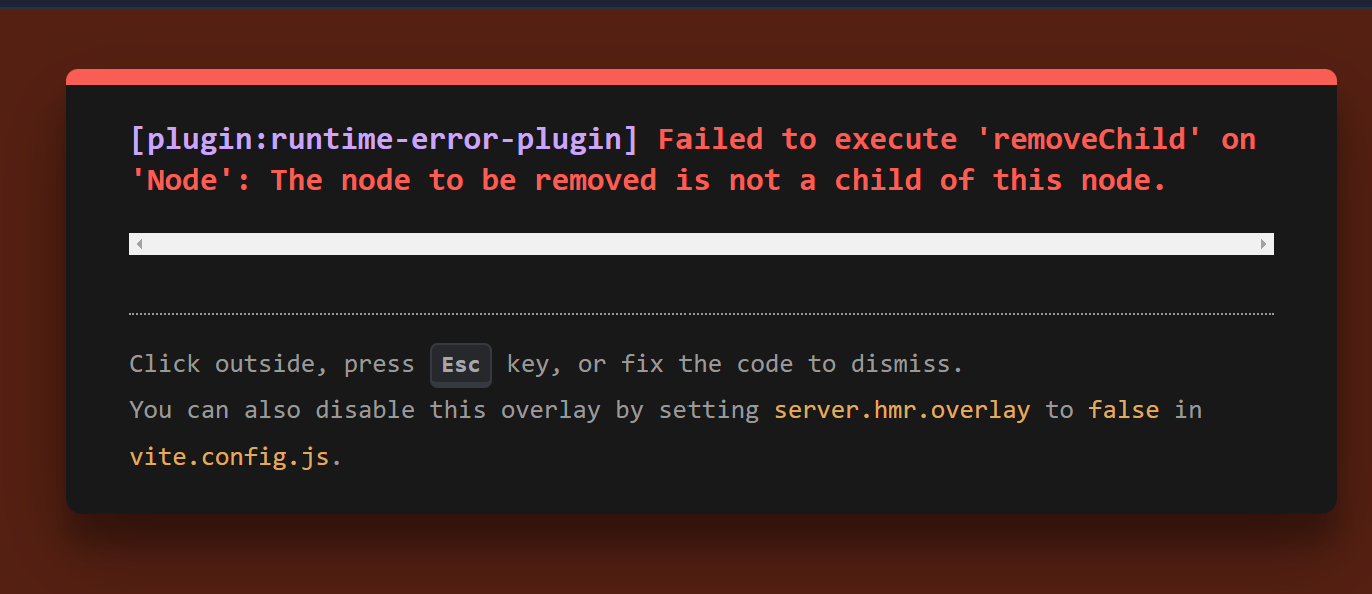 [plugin:runtime-error-plugin] Failed to execute 'removeChild' on
'Node': The node to be removed is not a child of this node.
Click outside, press Esc key, or fix the code to dismiss.
You can also disable this overlay by setting server.hmr.overlay to false in
vite.config.js.